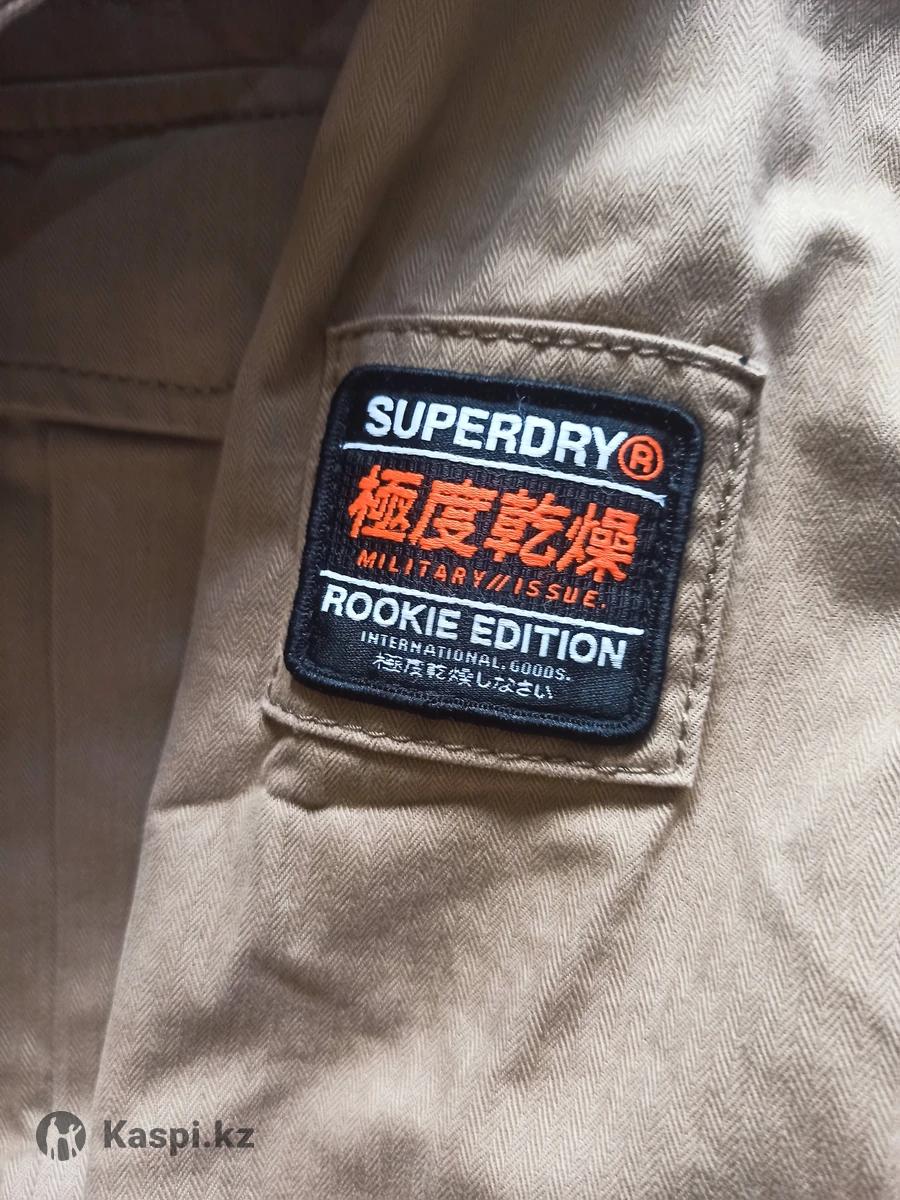 SUPERDRY®
極度乾燥
MILITARY//ISSUE.
ROOKIE EDITION
INTERNATIONAL.GOODS.
極度乾燥しなさい
Kaspi.kz